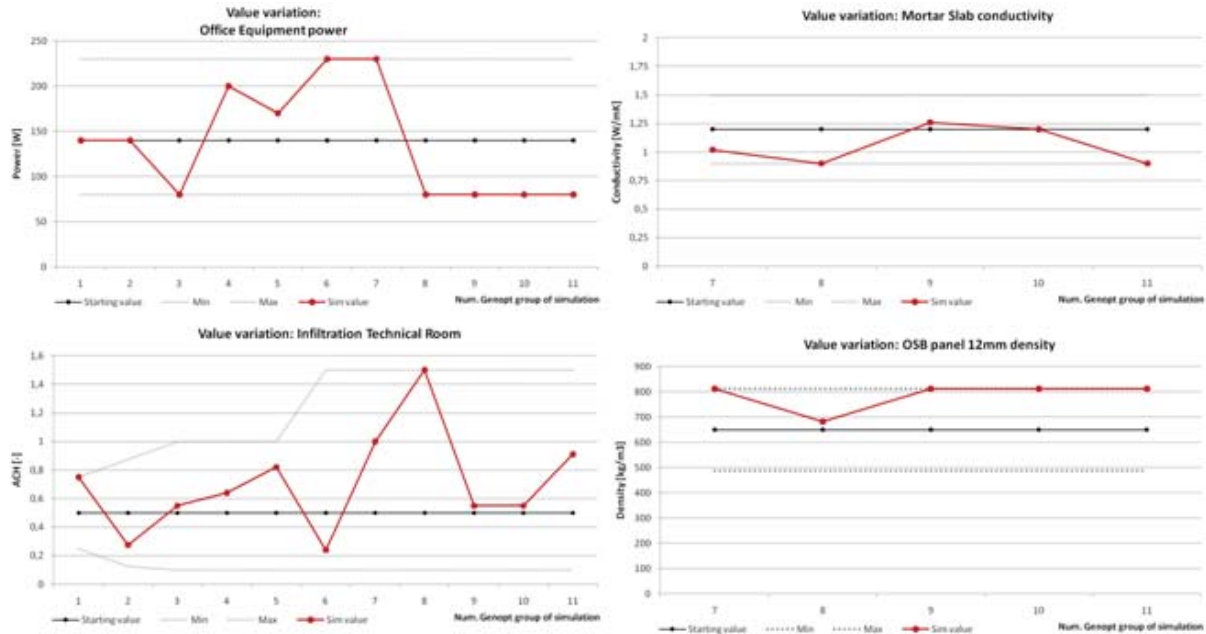 Value variation:
Office Equipment power
250
200
150
100
50
0
Power [W]
1 2 3 4 5 6 7 8 9 10 11
Starting value Min Max Sim value Num. Genopt group of simulation
Value variation: Mortar Slab conductivity
2
1,75
1,5
1,25
1
0,75
0,5
0,25
0
Conductivity [W/mK]
7 8 9 10 11
Starting value Min Max Sim value Num. Genopt group of simulation
Value variation: Infiltration Technical Room
1,6
1,4
1,2
1
0,8
0,6
0,4
0,2
0
ACH [-]
1 2 3 4 5 6 7 8 9 10 11
Starting value Min Max Sim value Num. Genopt group of simulation
Value variation: OSB panel 12mm density
900
800
700
600
500
400
300
200
100
0
Density [kg/m3]
7 8 9 10 11
Starting value Min Max Sim value Num. Genopt group of simulation